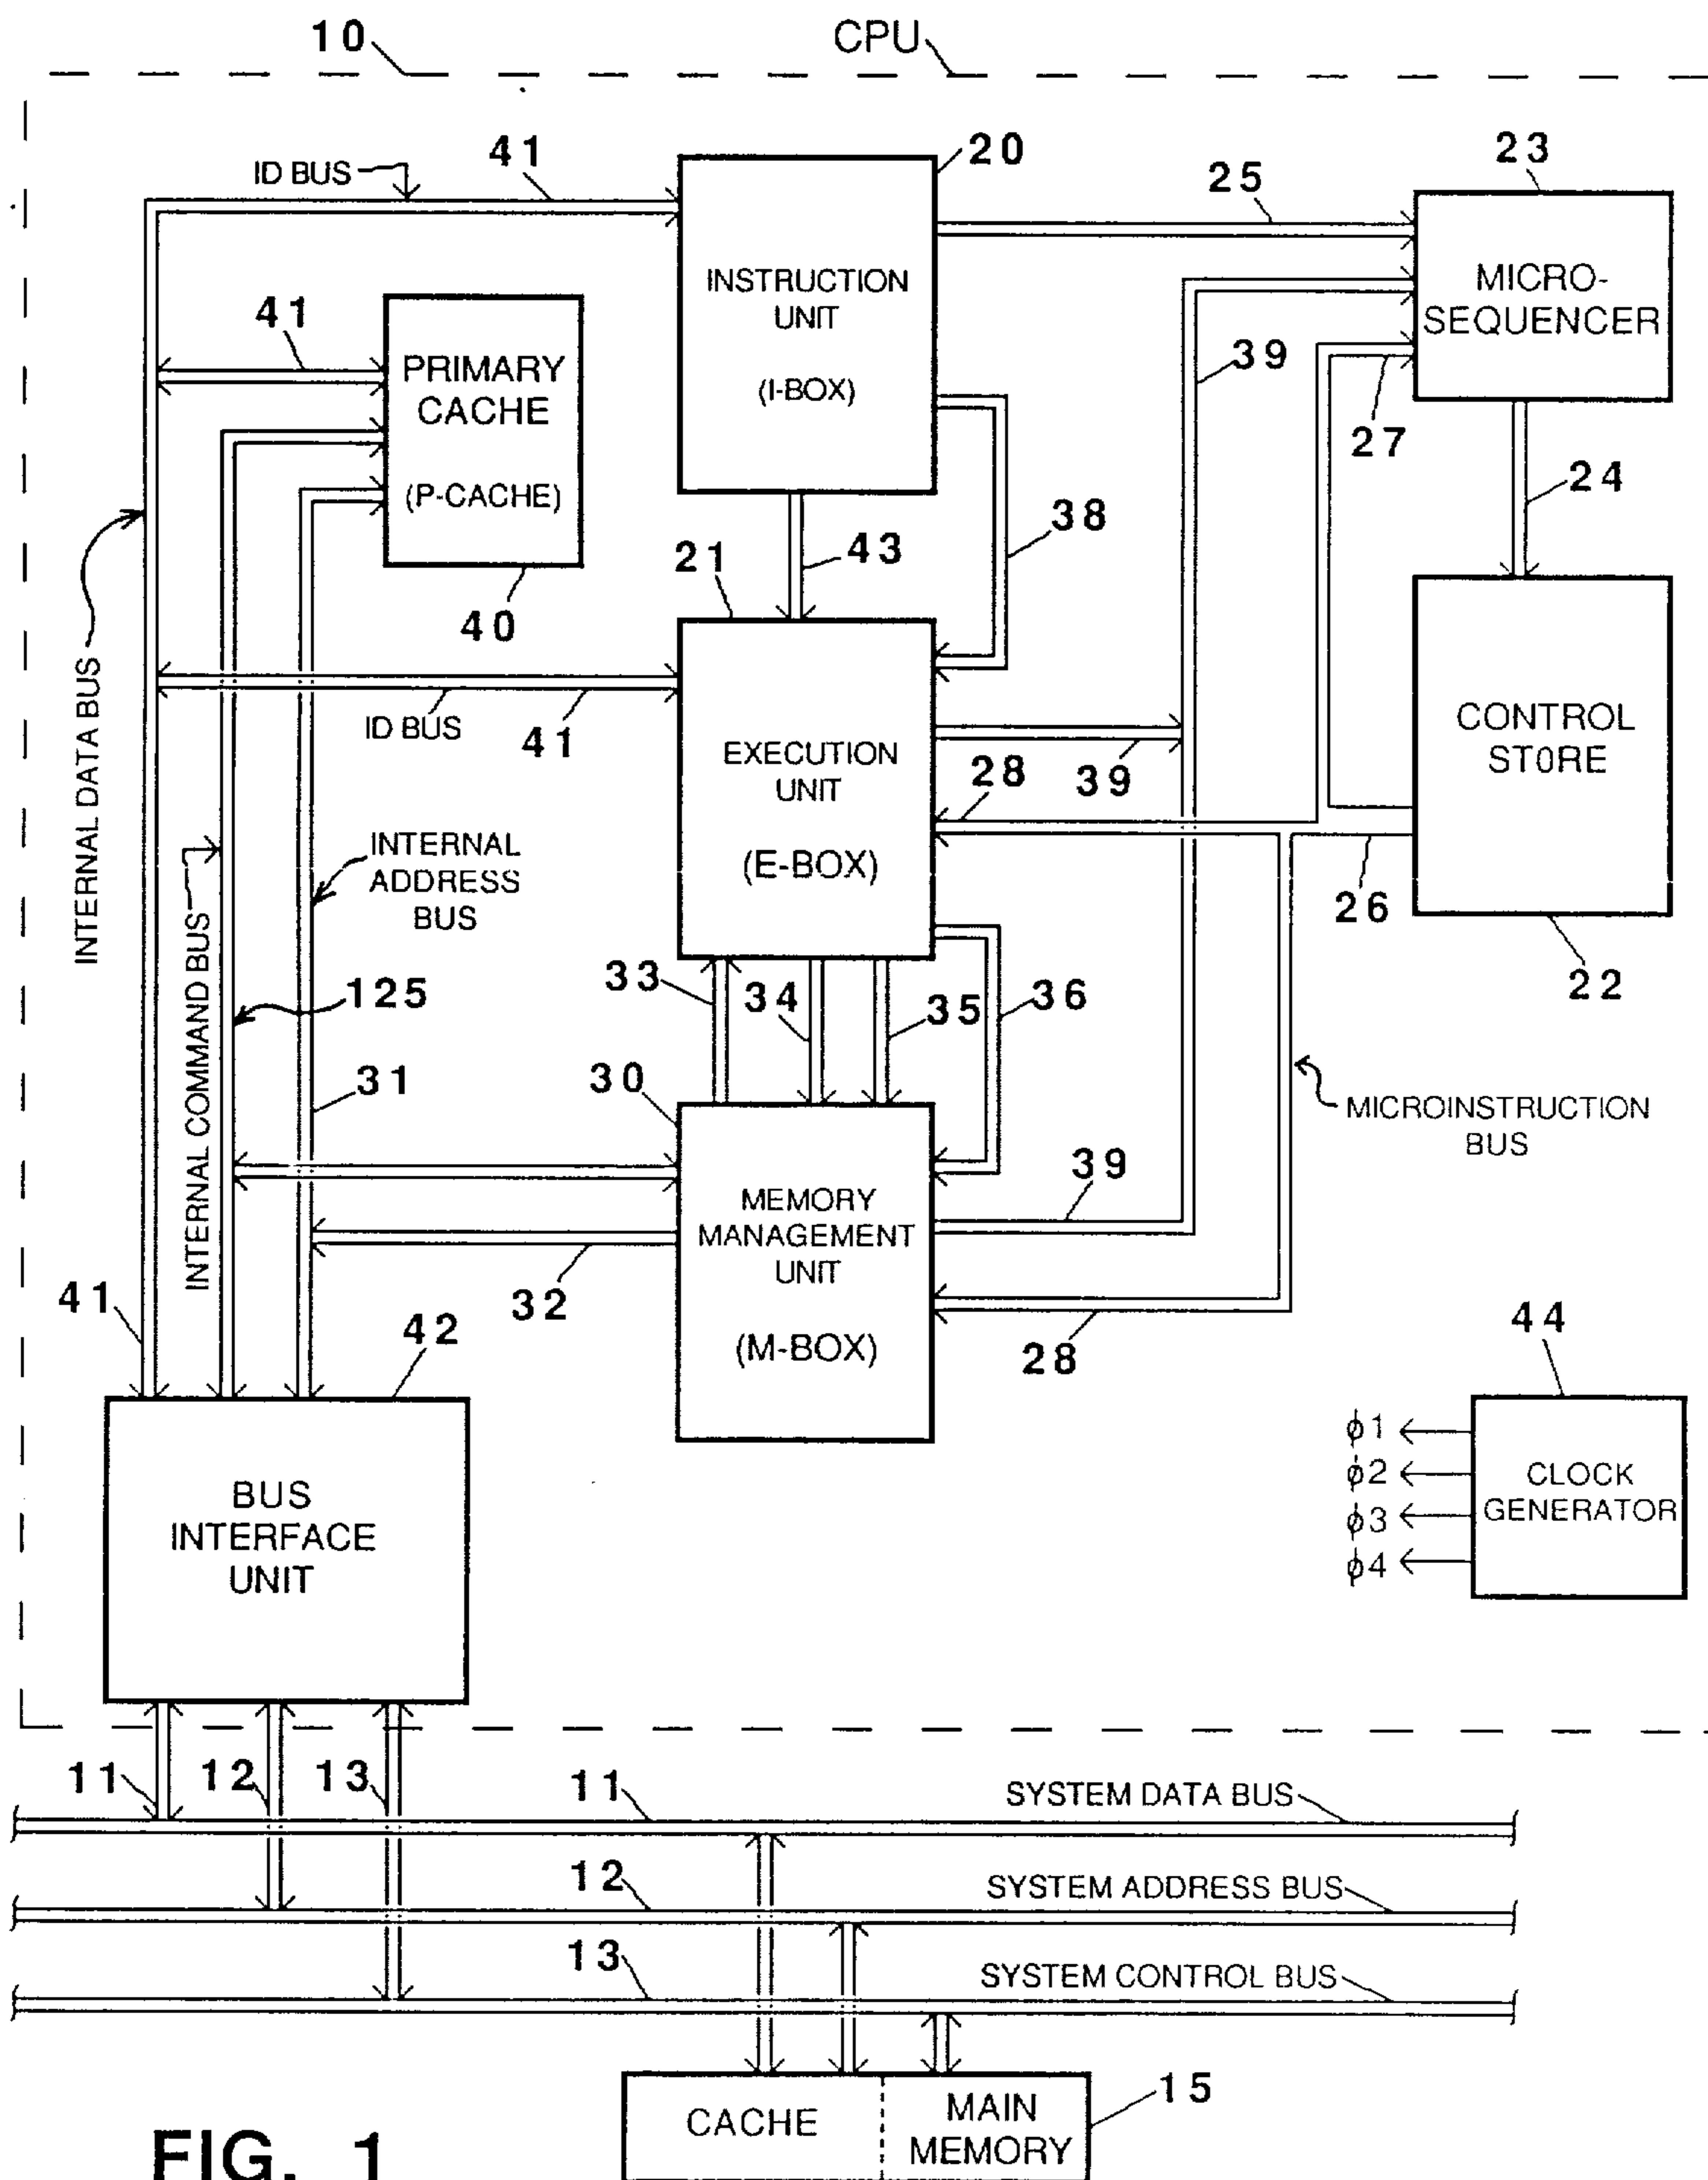 10
CPU
ID BUS
41
20
25
23
INSTRUCTION
UNIT
(I-BOX)
MICRO-
SEQUENCER
41
PRIMARY
CACHE
(P-CACHE)
39
27
24
38
43
21
40
INTERNAL DATA BUS
ID BUS
41
EXECUTION
UNIT
(E-BOX)
39
28
CONTROL
STORE
INTERNAL
ADDRESS
BUS
26
22
INTERNAL COMMAND BUS
125
33
34
35
36
31
30
MICROINSTRUCTION
BUS
MEMORY
MANAGEMENT
UNIT
(M-BOX)
39
32
28
41
42
44
BUS
INTERFACE
UNIT
ϕ1
ϕ2
ϕ3
ϕ4
CLOCK
GENERATOR
11
12
13
11
SYSTEM DATA BUS
12
SYSTEM ADDRESS BUS
13
SYSTEM CONTROL BUS
CACHE
MAIN
MEMORY
15
FIG. 1